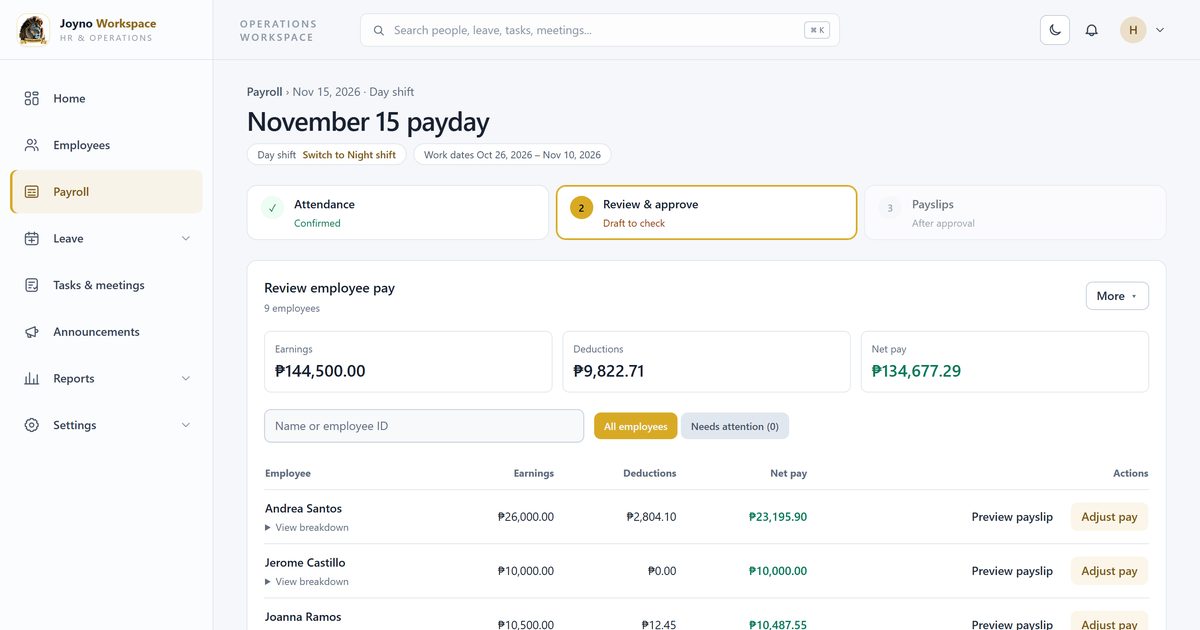 Joyno Workspace
HR & OPERATIONS
OPERATIONS
WORKSPACE
Search people, leave, tasks, meetings...
⌘ K
H
Home
Employees
Payroll
Leave
Tasks & meetings
Announcements
Reports
Settings
Payroll › Nov 15, 2026 · Day shift
November 15 payday
Day shift Switch to Night shift
Work dates Oct 26, 2026 – Nov 10, 2026
✓ Attendance
Confirmed
2 Review & approve
Draft to check
3 Payslips
After approval
Review employee pay
9 employees
More
Earnings
₱144,500.00
Deductions
₱9,822.71
Net pay
₱134,677.29
Name or employee ID
All employees
Needs attention (0)
Employee Earnings Deductions Net pay Actions
Andrea Santos
View breakdown
₱26,000.00 ₱2,804.10 ₱23,195.90 Preview payslip Adjust pay
Jerome Castillo
View breakdown
₱10,000.00 ₱0.00 ₱10,000.00 Preview payslip Adjust pay
Joanna Ramos
₱10,500.00 ₱12.45 ₱10,487.55 Preview payslip Adjust pay